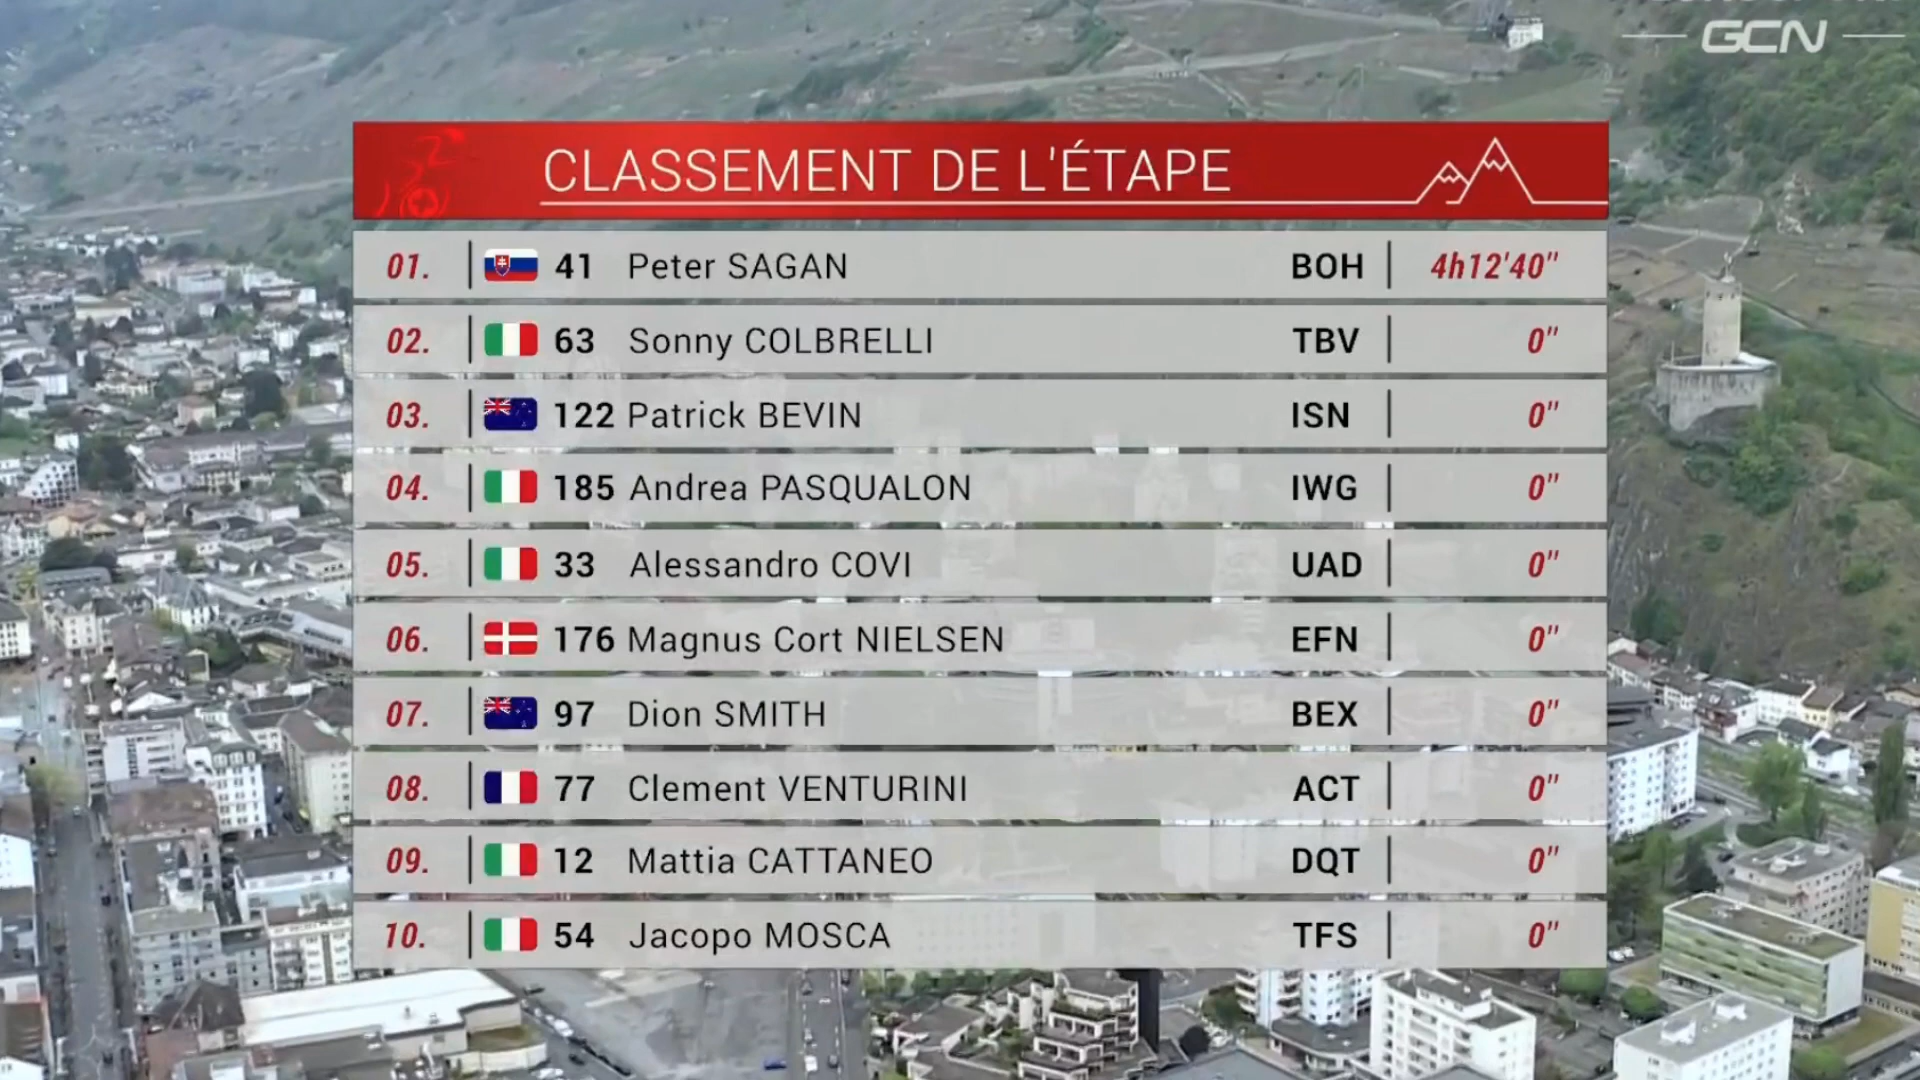 GCN
CLASSEMENT DE L'ÉTAPE
01. 41 Peter SAGAN BOH 4h12'40"
02. 63 Sonny COLBRELLI TBV 0"
03. 122 Patrick BEVIN ISN 0"
04. 185 Andrea PASQUALON IWG 0"
05. 33 Alessandro COVI UAD 0"
06. 176 Magnus Cort NIELSEN EFN 0"
07. 97 Dion SMITH BEX 0"
08. 77 Clement VENTURINI ACT 0"
09. 12 Mattia CATTANEO DQT 0"
10. 54 Jacopo MOSCA TFS 0"